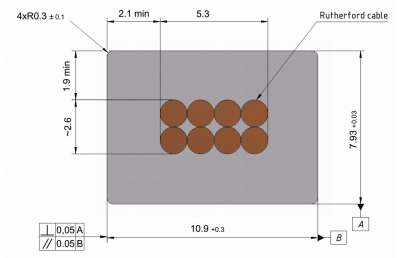 4xR0.3 ±0.1
2.1 min
5.3
Rutherford cable
1.9 min
~2.6
7.93 +0.03
A
⊥ 0,05 A
// 0.05 B
10.9 +0.3
B